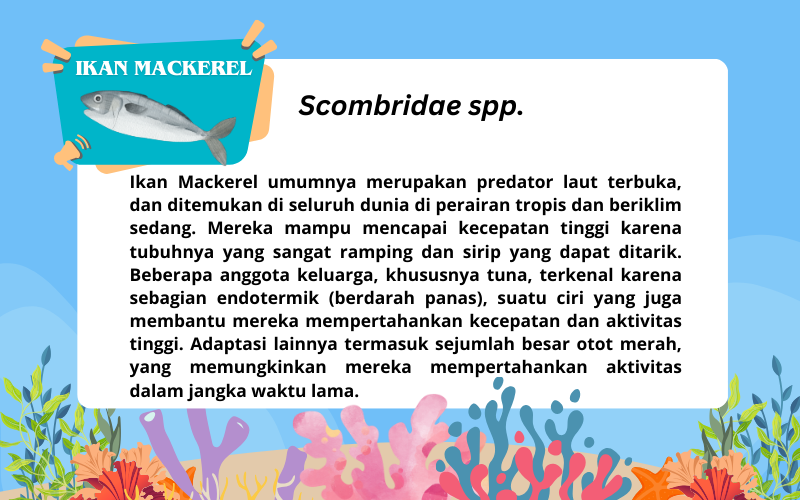 IKAN MACKEREL
Scombridae spp.
Ikan Mackerel umumnya merupakan predator laut terbuka,
dan ditemukan di seluruh dunia di perairan tropis dan beriklim
sedang. Mereka mampu mencapai kecepatan tinggi karena
tubuhnya yang sangat ramping dan sirip yang dapat ditarik.
Beberapa anggota keluarga, khususnya tuna, terkenal karena
sebagian endotermik (berdarah panas), suatu ciri yang juga
membantu mereka mempertahankan kecepatan dan aktivitas
tinggi. Adaptasi lainnya termasuk sejumlah besar otot merah,
yang memungkinkan mereka mempertahankan aktivitas
dalam jangka waktu lama.